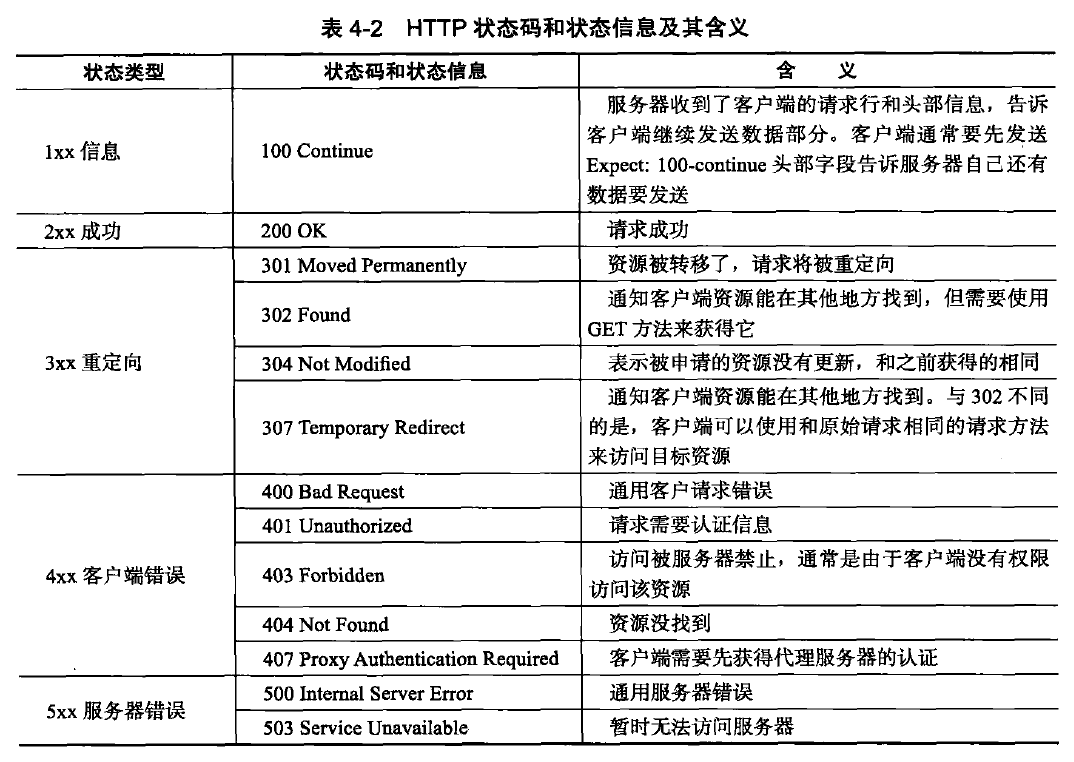 表 4-2 HTTP 状态码和状态信息及其含义
状态类型 状态码和状态信息 含 义
1xx 信息 100 Continue 服务器收到了客户端的请求行和头部信息，告诉
客户端继续发送数据部分。客户端通常要先发送
Expect: 100-continue 头部字段告诉服务器自己还有
数据要发送
2xx 成功 200 OK 请求成功
3xx 重定向
301 Moved Permanently 资源被转移了，请求将被重定向
302 Found 通知客户端资源能在其他地方找到，但需要使用
GET 方法来获得它
304 Not Modified 表示被申请的资源没有更新，和之前获得的相同
307 Temporary Redirect 通知客户端资源能在其他地方找到。与 302 不同
的是，客户端可以使用和原始请求相同的请求方法
来访问目标资源
4xx 客户端错误
400 Bad Request 通用客户请求错误
401 Unauthorized 请求需要认证信息
403 Forbidden 访问被服务器禁止，通常是由于客户端没有权限
访问该资源
404 Not Found 资源没找到
407 Proxy Authentication Required 客户端需要先获得代理服务器的认证
5xx 服务器错误
500 Internal Server Error 通用服务器错误
503 Service Unavailable 暂时无法访问服务器